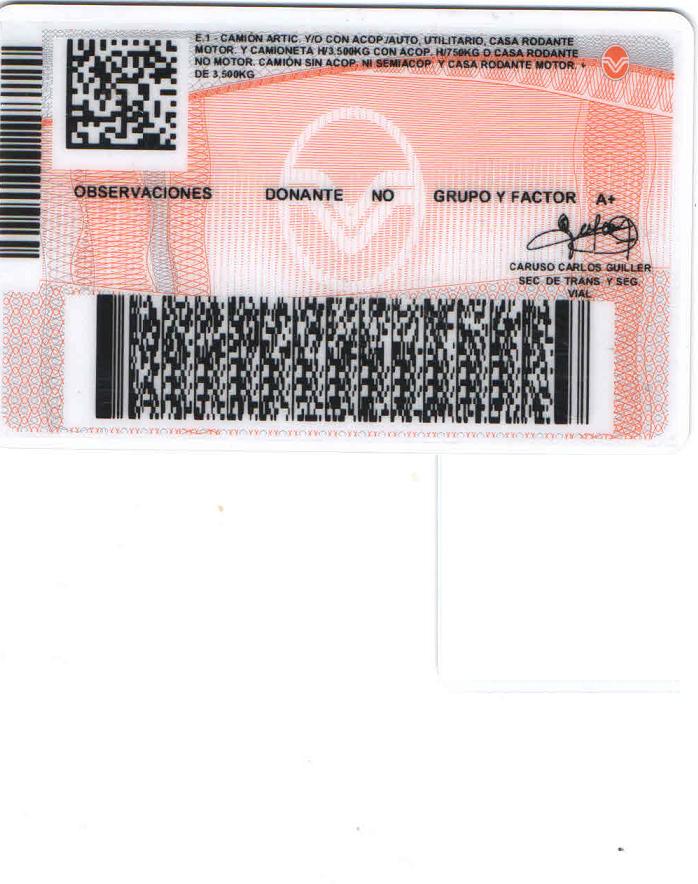 E.1 - CAMIÓN ARTIC. Y/O CON ACOP./AUTO, UTILITARIO, CASA RODANTE
MOTOR. Y CAMIONETA H/3.500KG CON ACOP. H/750KG O CASA RODANTE
NO MOTOR. CAMIÓN SIN ACOP. NI SEMIACOP. Y CASA RODANTE MOTOR. +
DE 3.500KG
OBSERVACIONES DONANTE NO GRUPO Y FACTOR A+
CARUSO CARLOS GUILLER
SEC DE TRANS Y SEG
VIAL